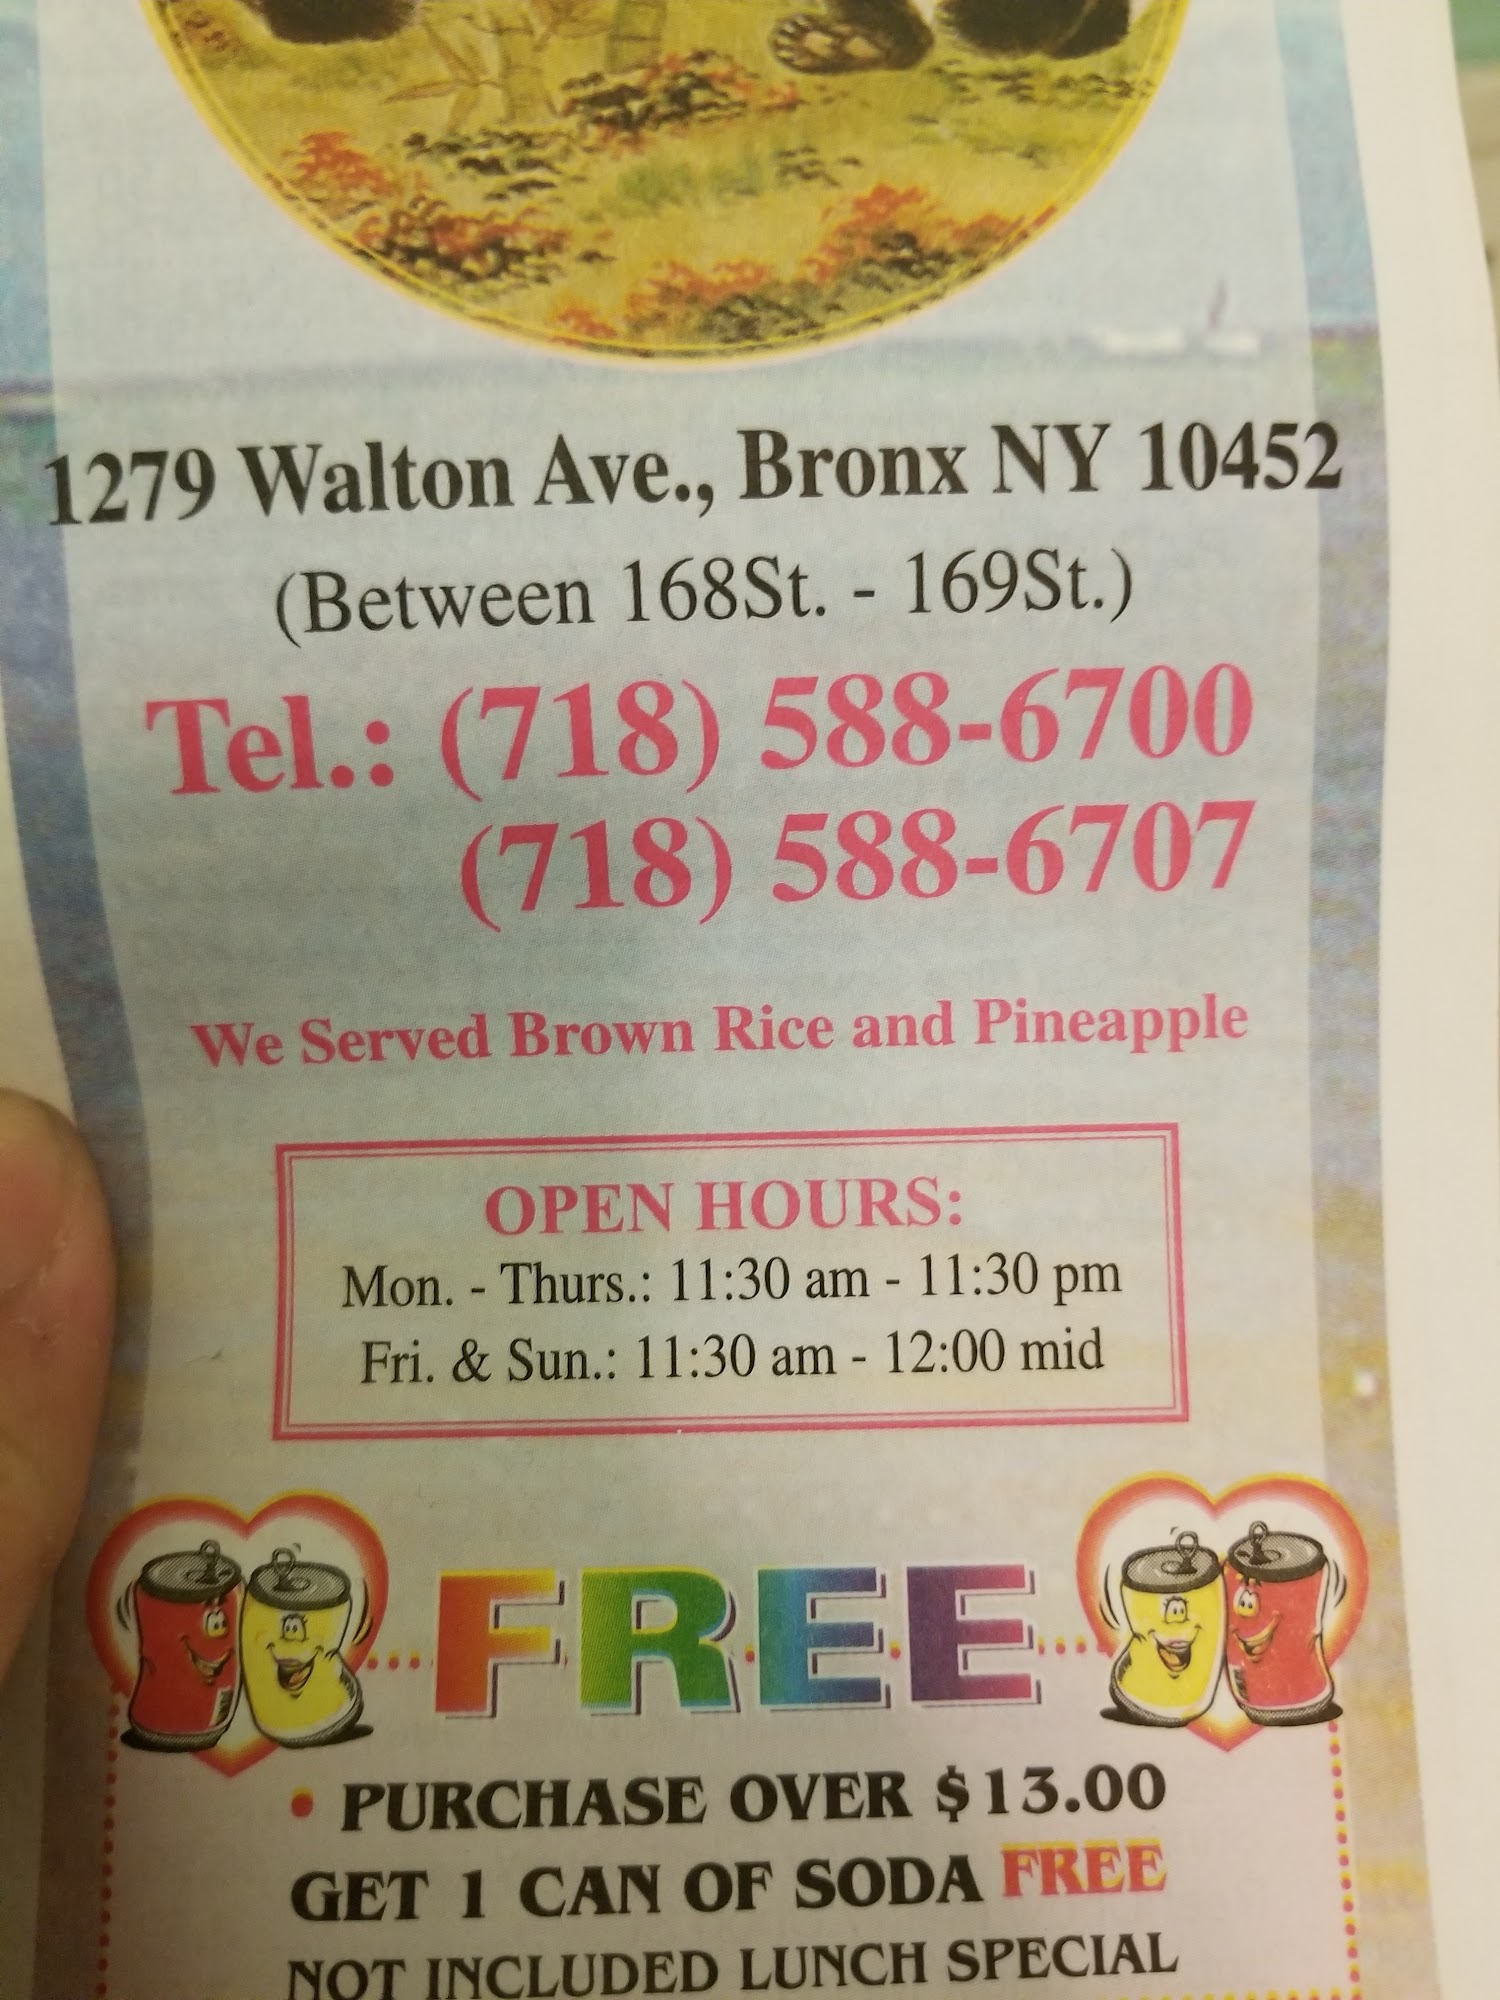 1279 Walton Ave., Bronx NY 10452
(Between 168St. - 169St.)
Tel.: (718) 588-6700
(718) 588-6707
We Served Brown Rice and Pineapple
OPEN HOURS:
Mon. - Thurs.: 11:30 am - 11:30 pm
Fri. & Sun.: 11:30 am - 12:00 mid
FREE
• PURCHASE OVER $13.00
GET 1 CAN OF SODA FREE
NOT INCLUDED LUNCH SPECIAL